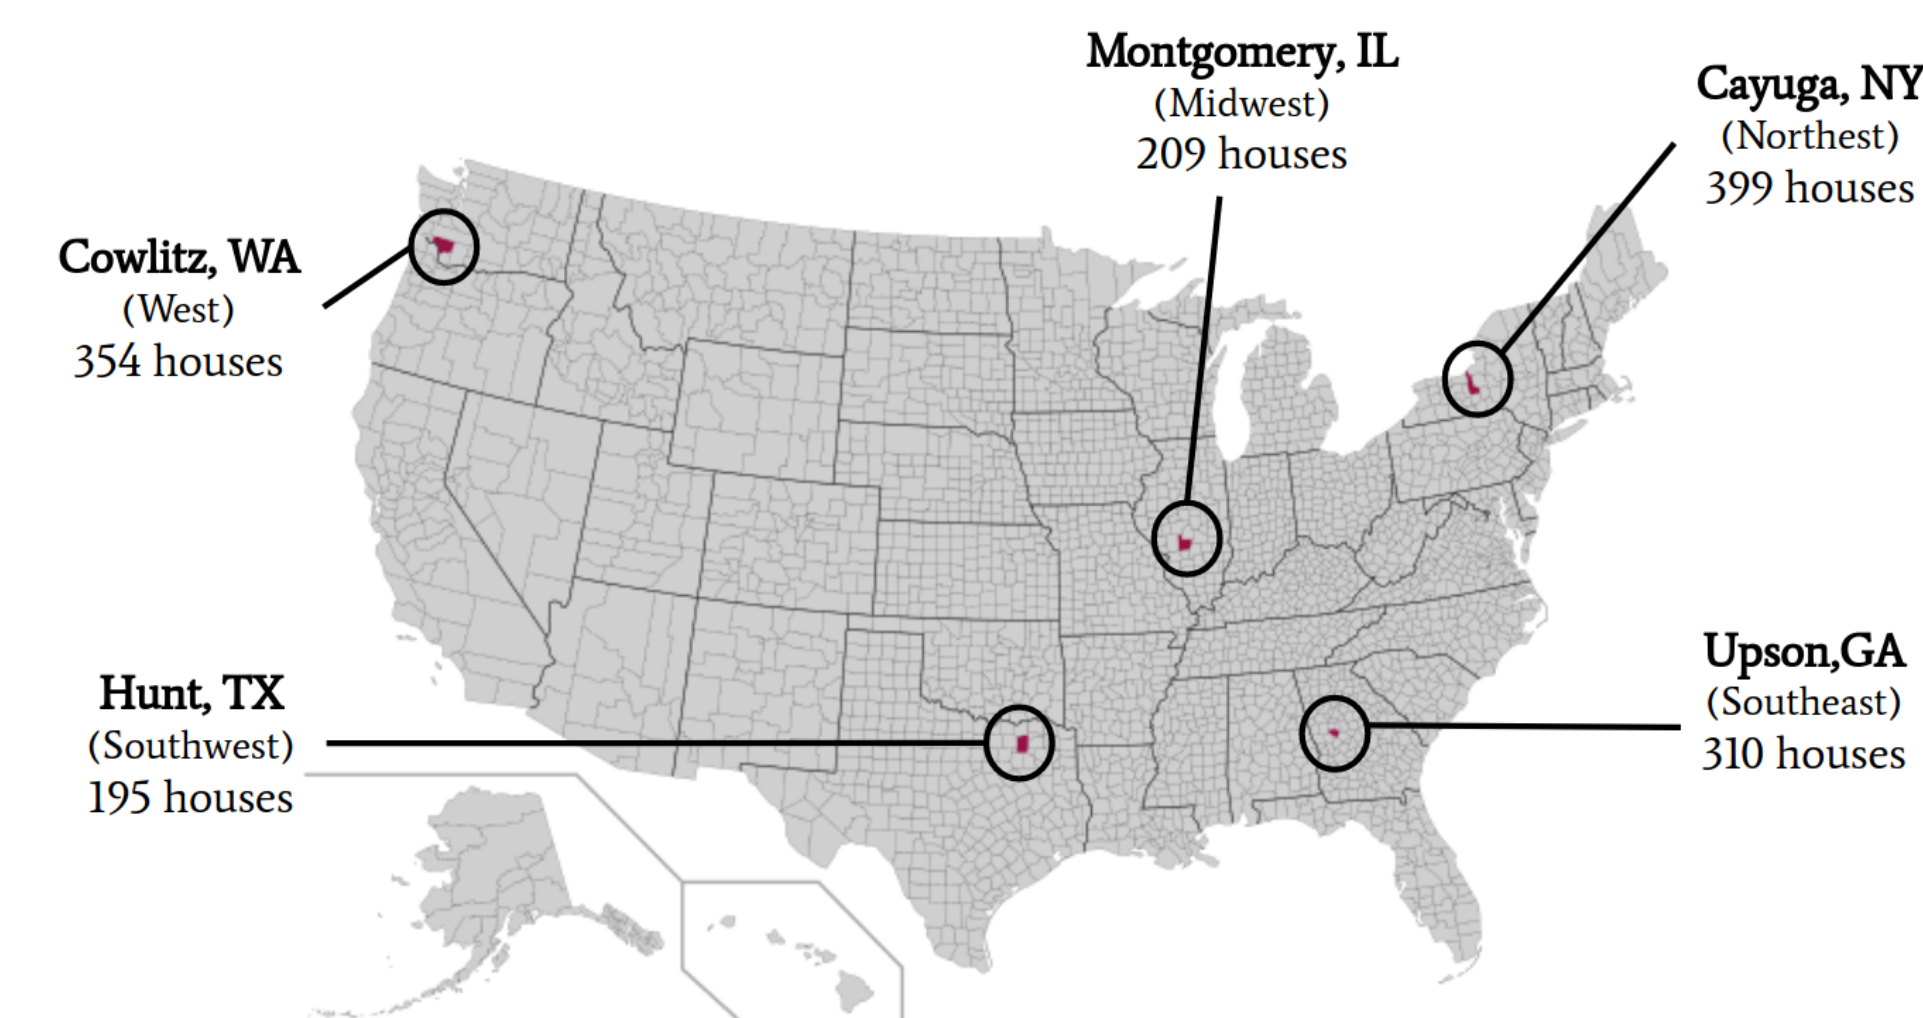 Montgomery, IL
(Midwest)
209 houses
Cayuga, NY
(Northest)
399 houses
Cowlitz, WA
(West)
354 houses
Hunt, TX
(Southwest)
195 houses
Upson,GA
(Southeast)
310 houses